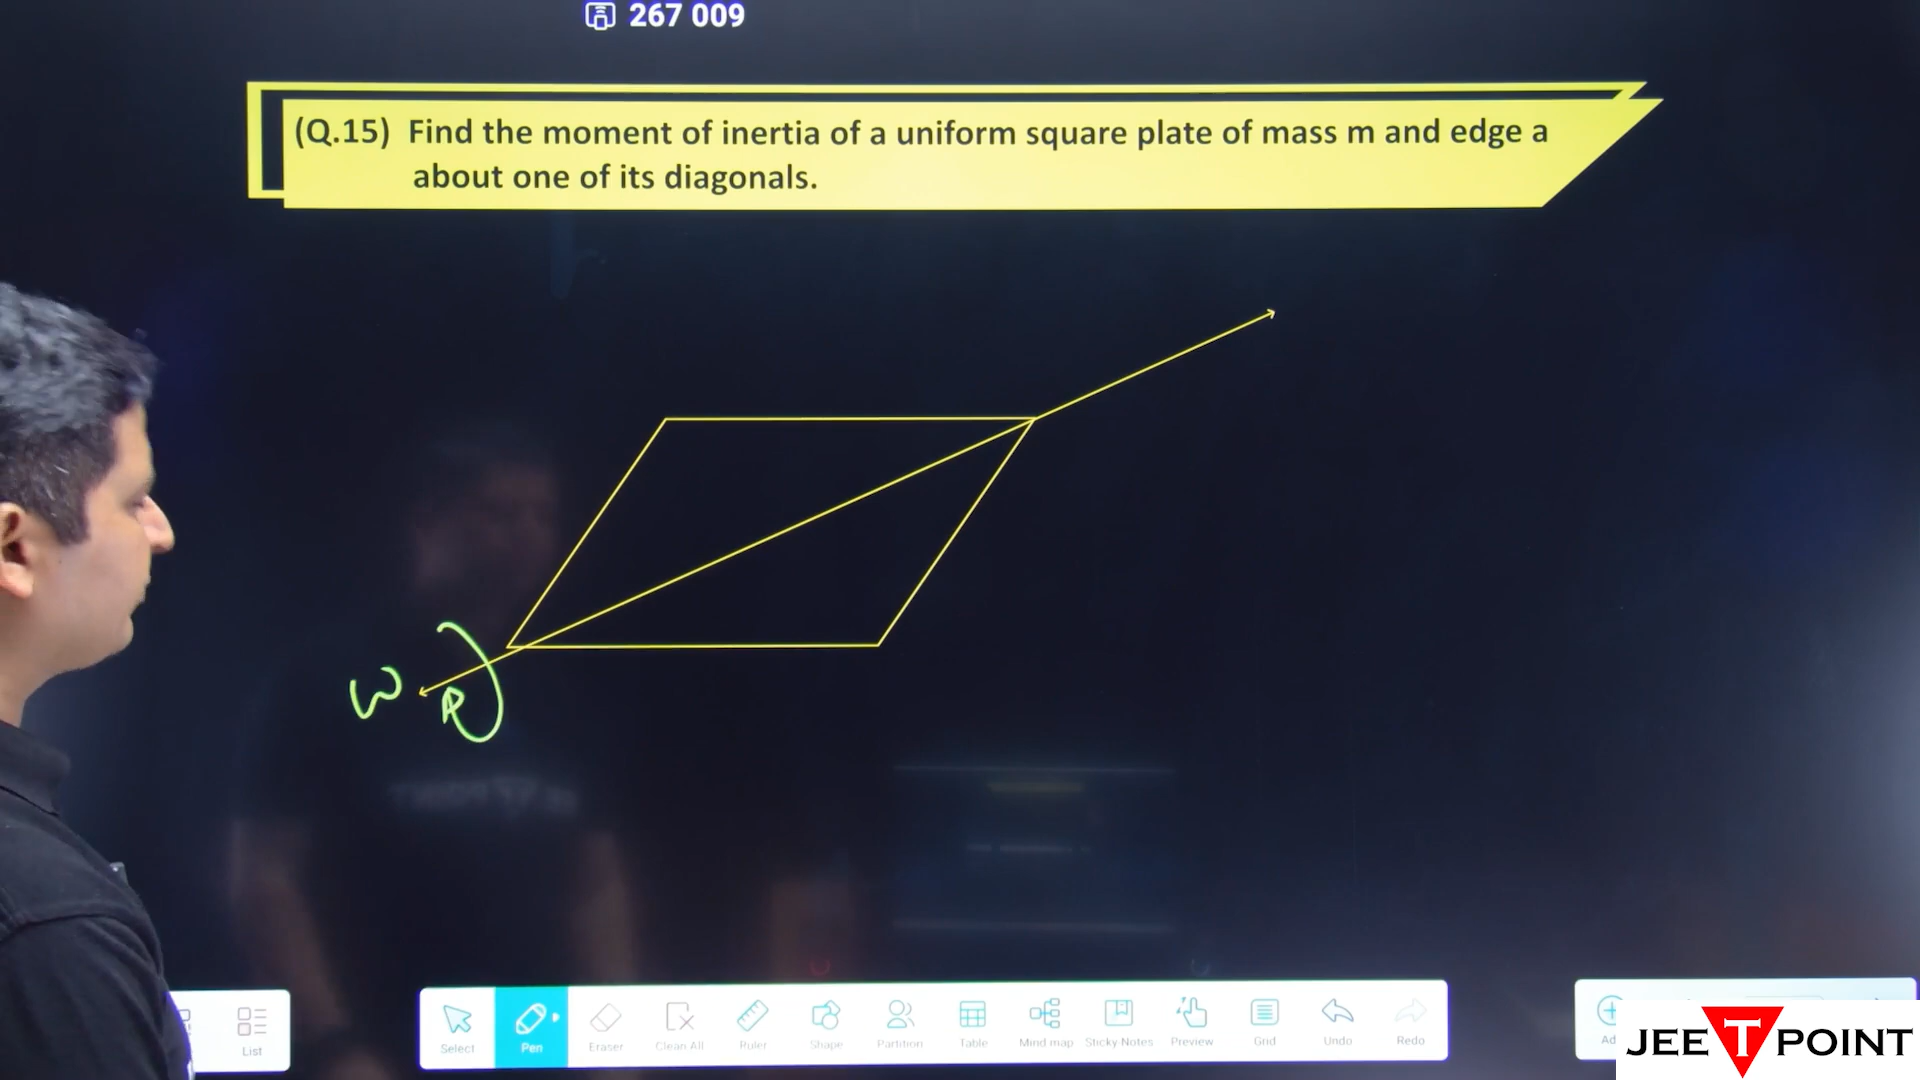 267 009
(Q.15) Find the moment of inertia of a uniform square plate of mass m and edge a
about one of its diagonals.
W
List
Select
Pen
Eraser
Clean All
Ruler
Shape
Partition
Table
Mind map
Sticky Notes
Preview
Grid
Undo
Redo
JEE T POINT